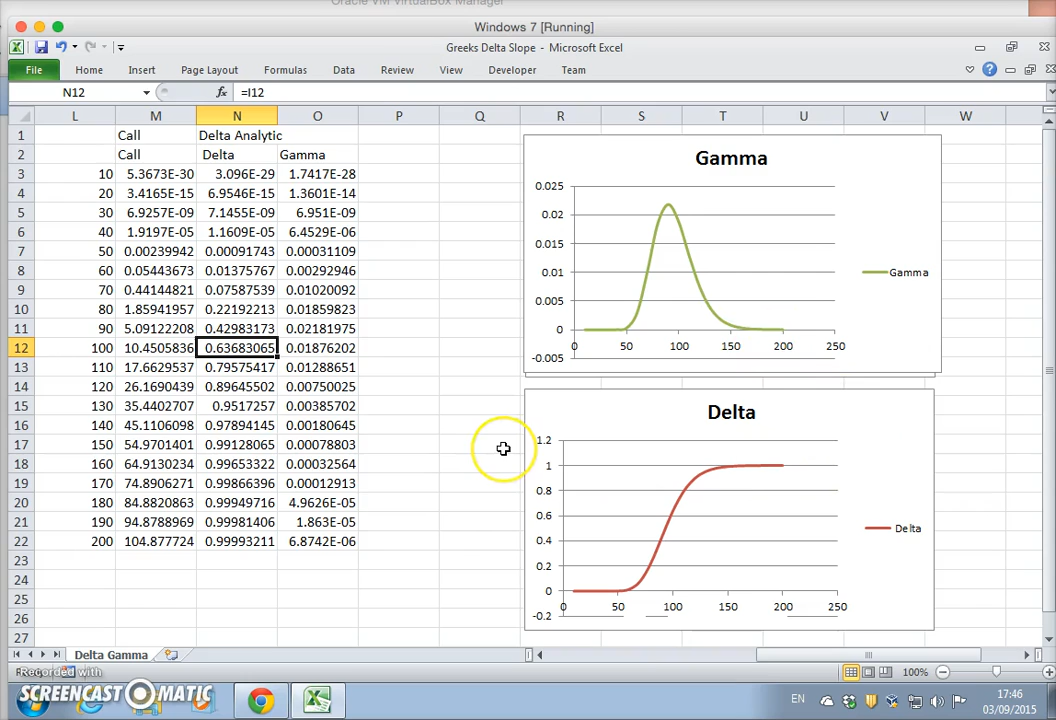 Oracle VM VirtualBox Manager
Windows 7 [Running]
Greeks Delta Slope - Microsoft Excel
File Home Insert Page Layout Formulas Data Review View Developer Team
N12 fx =I12
L M N O P Q R S T U V W
1 Call Delta Analytic
2 Call Delta Gamma
3 10 5.3673E-30 3.096E-29 1.7417E-28
4 20 3.4165E-15 6.9546E-15 1.3601E-14
5 30 6.9257E-09 7.1455E-09 6.951E-09
6 40 1.9197E-05 1.1605E-05 6.4529E-06
7 50 0.00239942 0.00091743 0.00031109
8 60 0.05443673 0.01375767 0.00292946
9 70 0.44144821 0.07587539 0.01020092
10 80 1.85941957 0.22192213 0.01859823
11 90 5.09122208 0.42983173 0.02181975
12 100 10.4505836 0.63683065 0.01876202
13 110 17.6629537 0.79575417 0.01288651
14 120 26.1690439 0.89645502 0.00750025
15 130 35.4402707 0.9517257 0.00385702
16 140 45.1106098 0.97894145 0.00180645
17 150 54.9701401 0.99128065 0.00078803
18 160 64.9130234 0.99653322 0.00032564
19 170 74.8906271 0.99866396 0.00012913
20 180 84.8820863 0.99949716 4.9626E-05
21 190 94.8788969 0.99981406 1.863E-05
22 200 104.877724 0.99993211 6.8742E-06
23
24
25
26
27
Gamma
0.025
0.02
0.015
0.01
0.005
0
-0.005
0 50 100 150 200 250
Gamma
Delta
1.2
1
0.8
0.6
0.4
0.2
0
-0.2
0 50 100 150 200 250
Delta
Delta Gamma
Recorded with
SCREENCAST-O-MATIC
100%
EN
17:46
03/09/2015